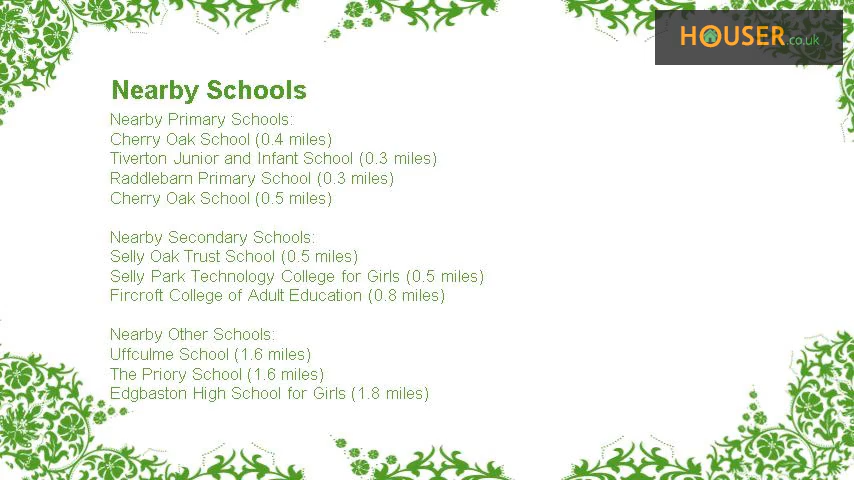 HOUSER.co.uk
Nearby Schools
Nearby Primary Schools:
Cherry Oak School (0.4 miles)
Tiverton Junior and Infant School (0.3 miles)
Raddlebarn Primary School (0.3 miles)
Cherry Oak School (0.5 miles)
Nearby Secondary Schools:
Selly Oak Trust School (0.5 miles)
Selly Park Technology College for Girls (0.5 miles)
Fircroft College of Adult Education (0.8 miles)
Nearby Other Schools:
Uffculme School (1.6 miles)
The Priory School (1.6 miles)
Edgbaston High School for Girls (1.8 miles)